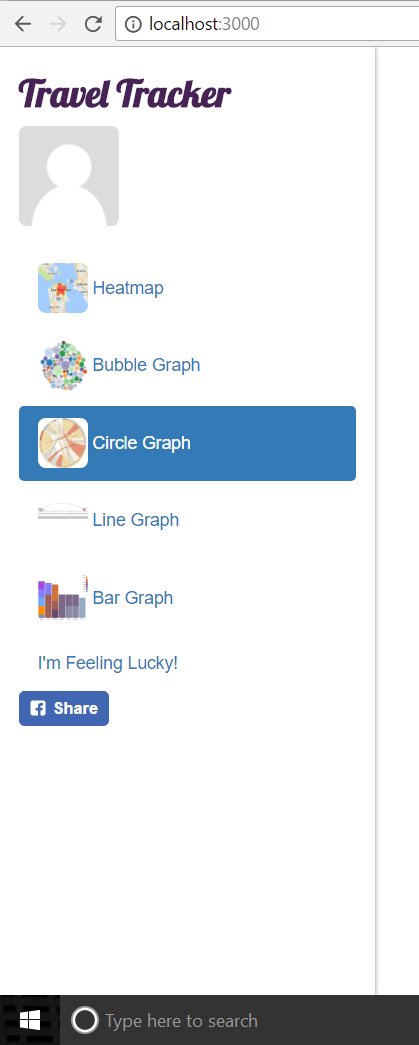 localhost:3000
Travel Tracker
Heatmap
Bubble Graph
Circle Graph
Line Graph
Bar Graph
I'm Feeling Lucky!
Share
Type here to search